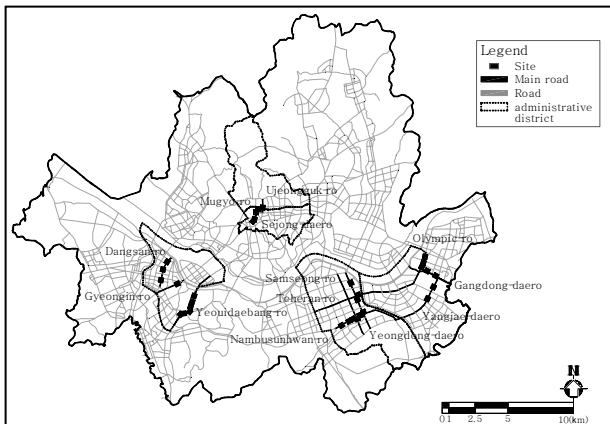 Legend
Site
Main road
Road
administrative
district
Ujeongguk-ro
Mugyo-ro
Sejong-daero
Olympic-ro
Dangsan-ro
Samseong-ro
Gangdong-daero
Teheran-ro
Gyeongin-ro
Yangjae-daero
Yeouidaebang-ro
Nambusunhwan-ro
Yeongdong-daero
N
0 1 2.5 5 10(km)